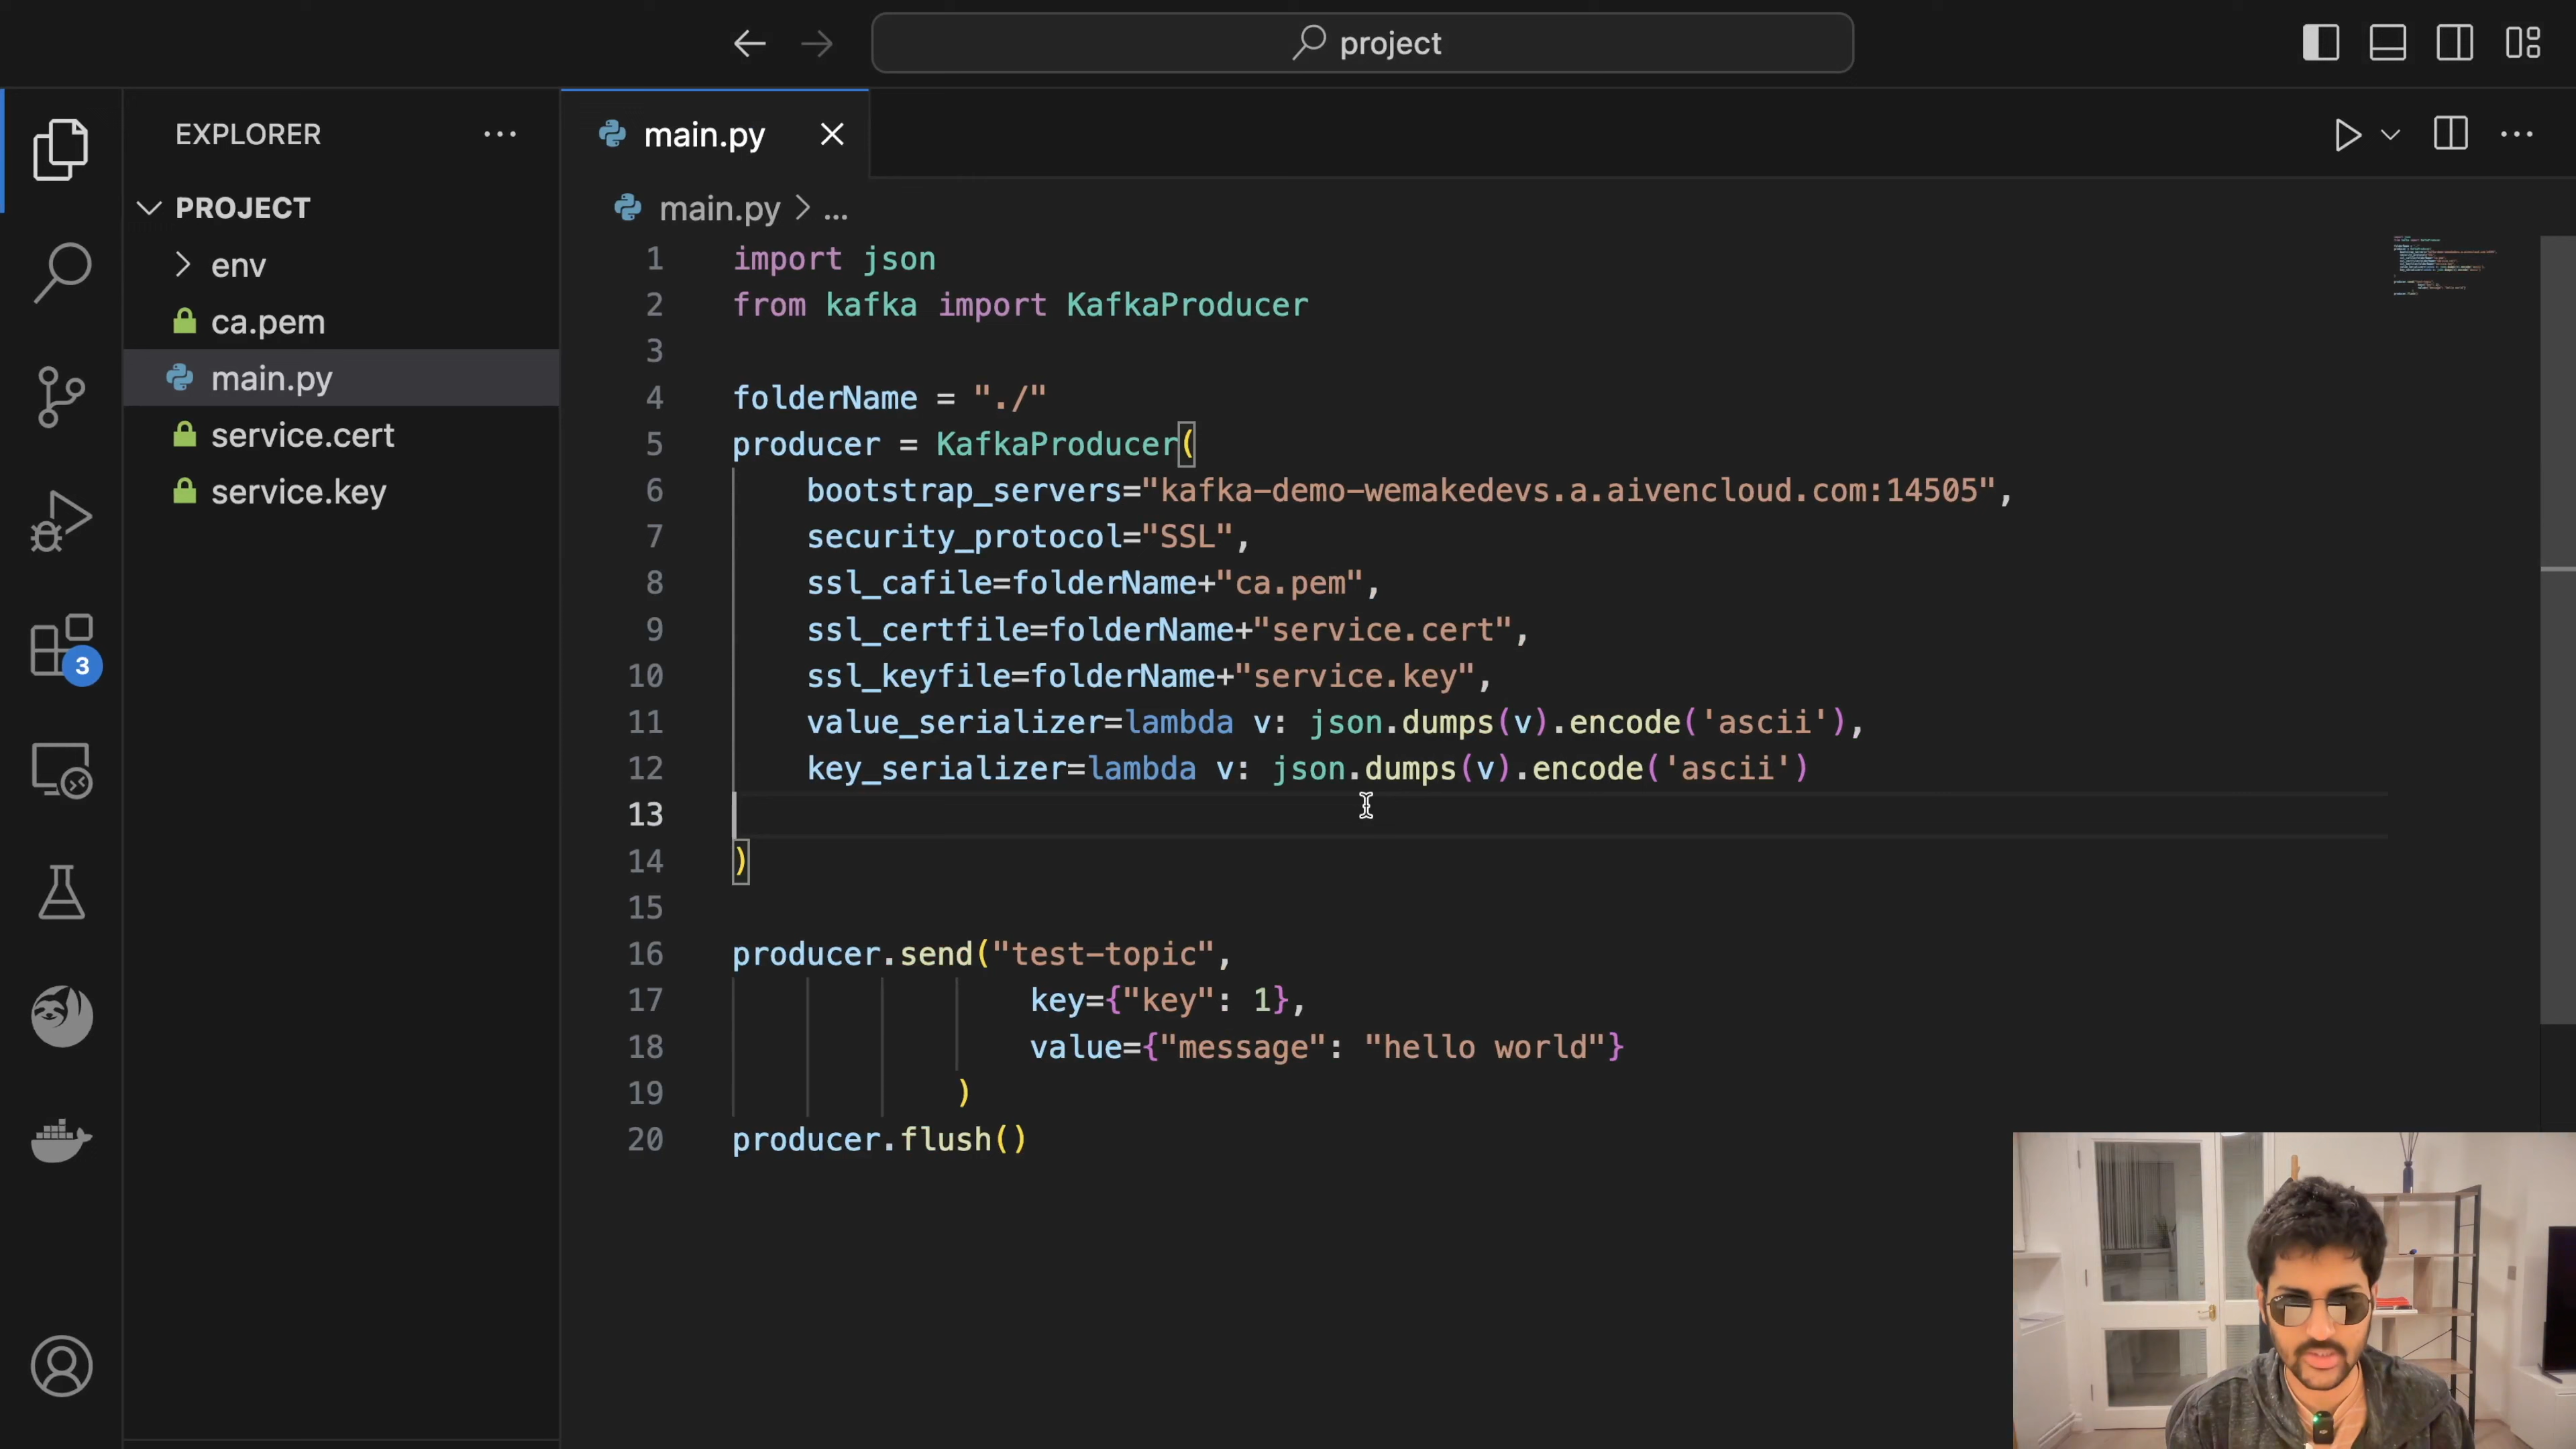 project
EXPLORER
PROJECT
env
ca.pem
main.py
service.cert
service.key
3
main.py
main.py > ...
1 import json
2 from kafka import KafkaProducer
3
4 folderName = "./"
5 producer = KafkaProducer(
6 bootstrap_servers="kafka-demo-wemakedevs.a.aivencloud.com:14505",
7 security_protocol="SSL",
8 ssl_cafile=folderName+"ca.pem",
9 ssl_certfile=folderName+"service.cert",
10 ssl_keyfile=folderName+"service.key",
11 value_serializer=lambda v: json.dumps(v).encode('ascii'),
12 key_serializer=lambda v: json.dumps(v).encode('ascii')
13
14 )
15
16 producer.send("test-topic",
17 key={"key": 1},
18 value={"message": "hello world"}
19 )
20 producer.flush()